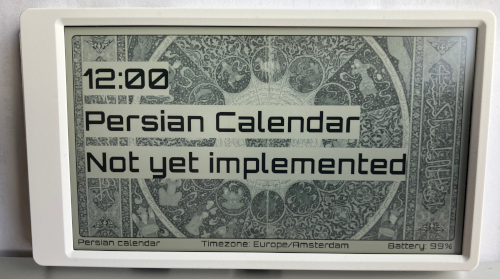 12:00
Persian Calendar
Not yet implemented
Persian calendar Timezone: Europe/Amsterdam Battery: 99%